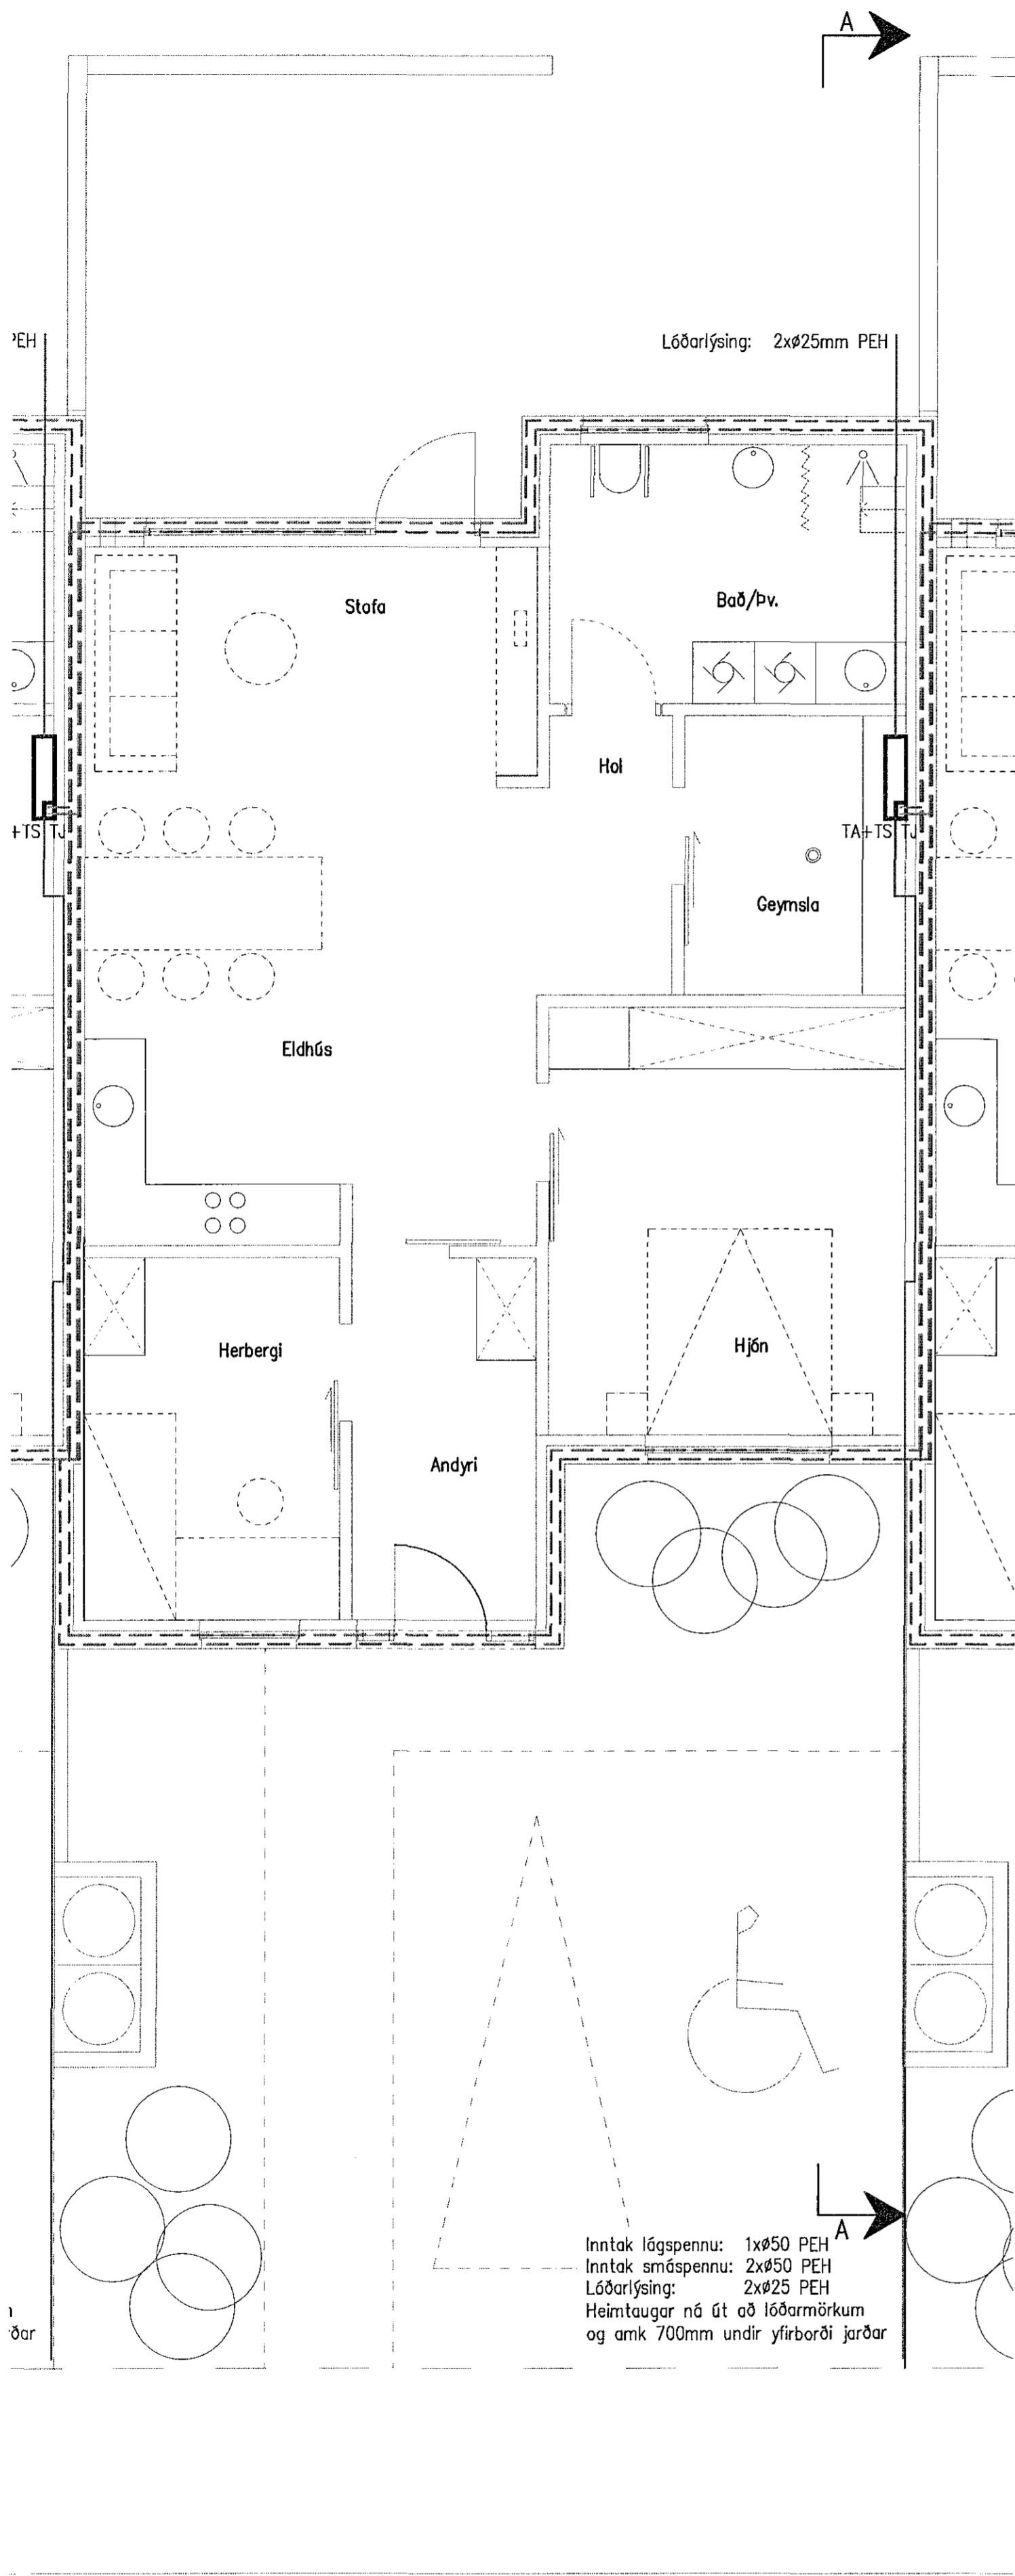 A
PEH
Lóðarlýsing: 2xø25mm PEH
Stofa
Bað/Þv.
Hol
+TS TJ
TA+TS TJ
Geymsla
Eldhús
Herbergi
Hjón
Andyri
A
Inntak lágspennu: 1xø50 PEH
Inntak smáspennu: 2xø50 PEH
Lóðarlýsing: 2xø25 PEH
Heimtaugar ná út að lóðarmörkum
og amk 700mm undir yfirborði jarðar
ðar